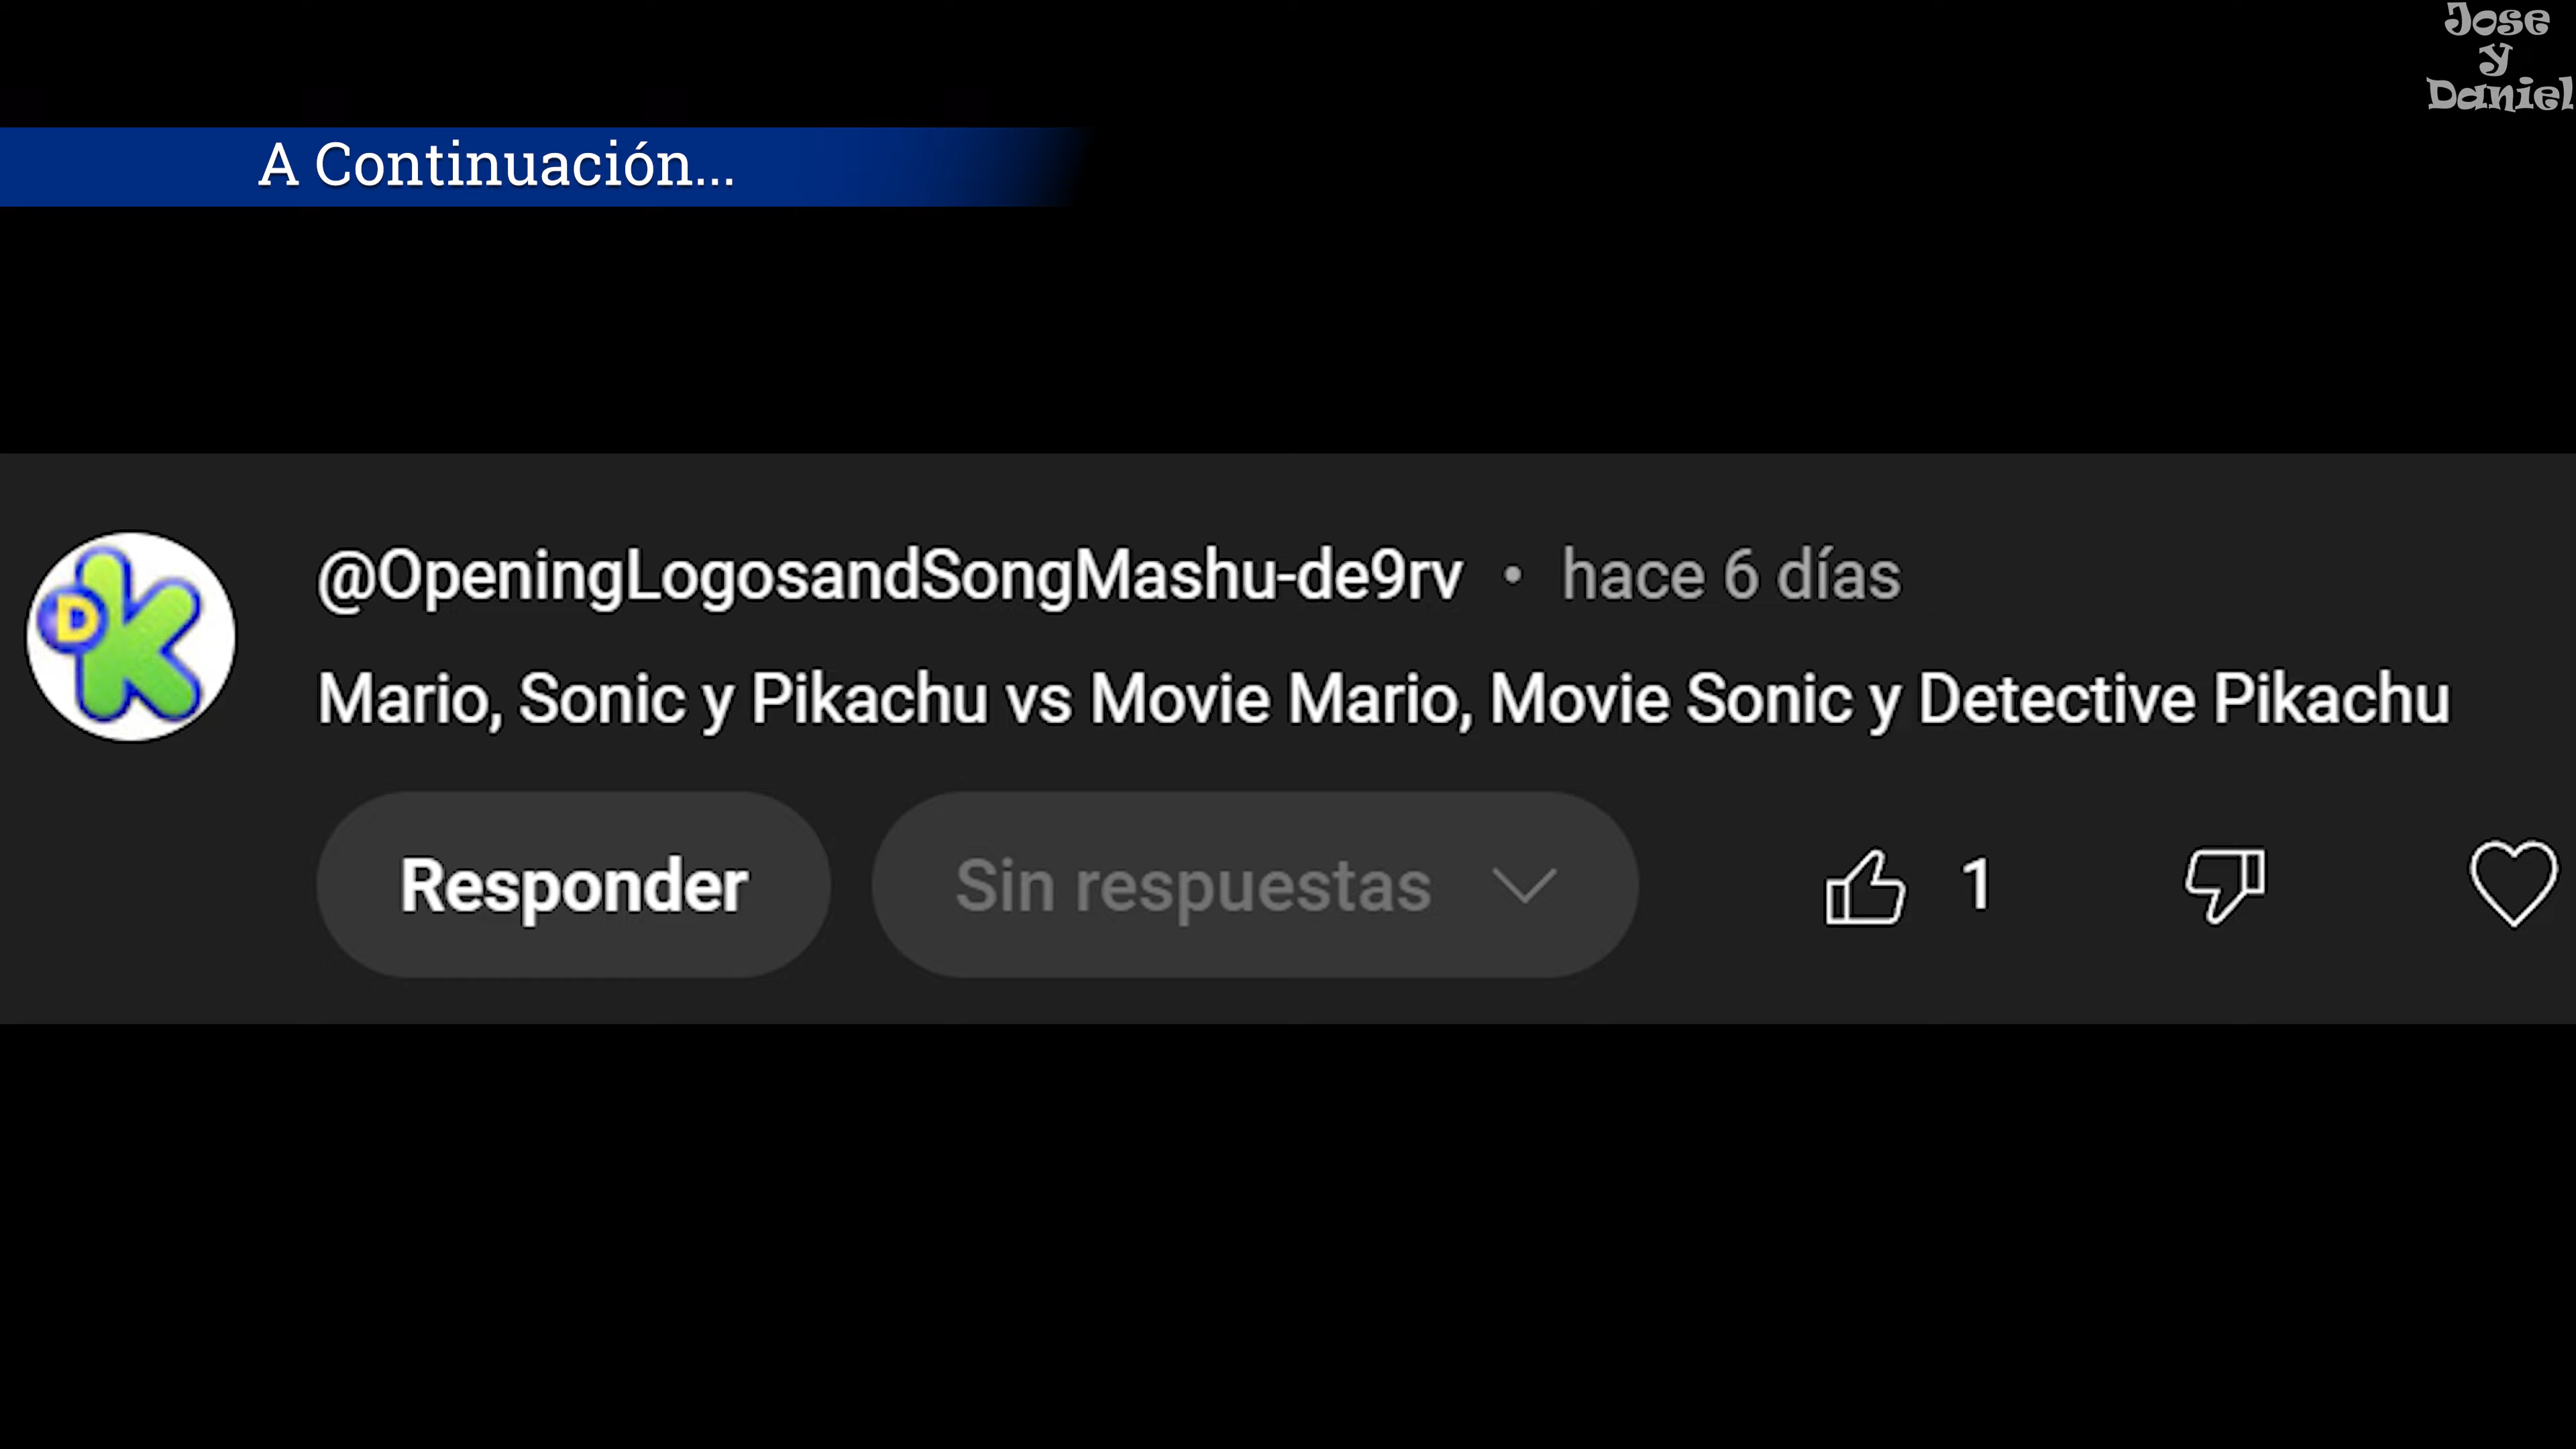 Jose
y
Daniel
A Continuación...
@OpeningLogosandSongMashu-de9rv • hace 6 días
DK
Mario, Sonic y Pikachu vs Movie Mario, Movie Sonic y Detective Pikachu
Responder
Sin respuestas
1